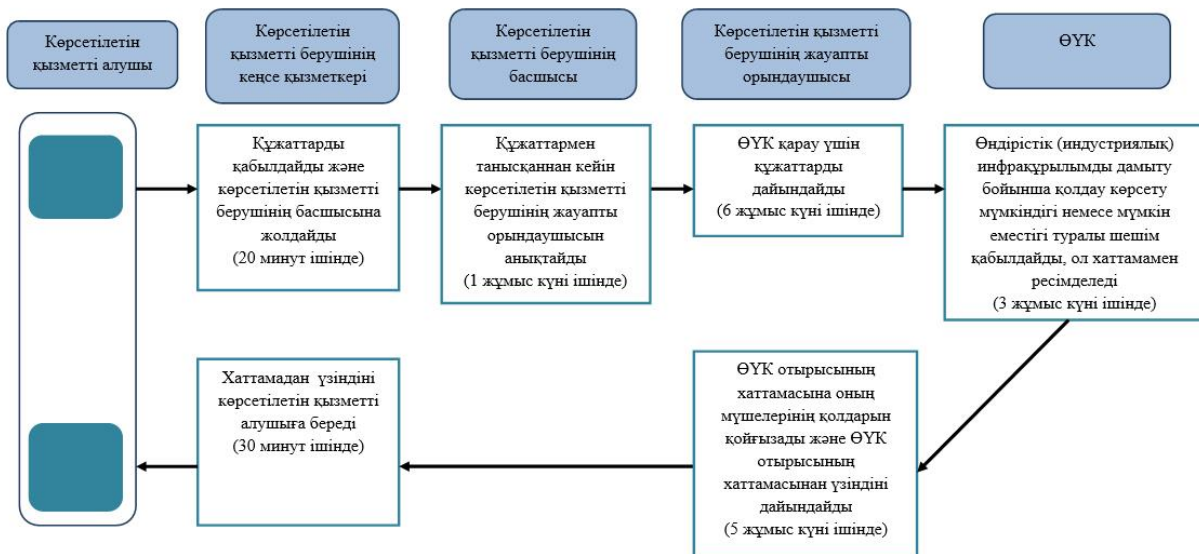 Көрсетілетін
қызметті алушы
Көрсетілетін
қызметті берушінің
кеңсе қызметкері
Көрсетілетін
қызметті берушінің
басшысы
Көрсетілетін қызметті
берушінің жауапты
орындаушысы
ӨҮК
Құжаттарды
қабылдайды және
көрсетілетін қызметті
берушінің басшысына
жолдайды
(20 минут ішінде)
Құжаттармен
танысқаннан кейін
көрсетілетін қызметті
берушінің жауапты
орындаушысын
анықтайды
(1 жұмыс күні ішінде)
ӨҮК қарау үшін
құжаттарды
дайындайды
(6 жұмыс күні ішінде)
Өндірістік (индустриялық)
инфрақұрылымды дамыту
бойынша қолдау көрсету
мүмкіндігі немесе мүмкін
еместігі туралы шешім
қабылдайды, ол хаттамамен
ресімделеді
(3 жұмыс күні ішінде)
Хаттамадан үзіндіні
көрсетілетін қызметті
алушыға береді
(30 минут ішінде)
ӨҮК отырысының
хаттамасына оның
мүшелерінің қолдарын
қойғызады және ӨҮК
отырысының
хаттамасынан үзіндіні
дайындайды
(5 жұмыс күні ішінде)